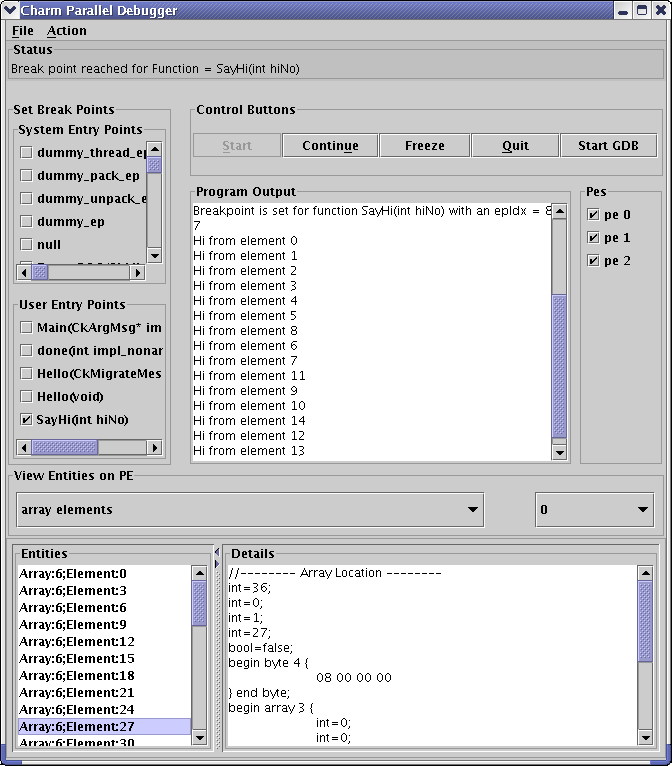 Charm Parallel Debugger
File Action
Status
Break point reached for Function = SayHi(int hiNo)
Set Break Points
System Entry Points
dummy_thread_ep
dummy_pack_ep
dummy_unpack_e
dummy_ep
null
User Entry Points
Main(CkArgMsg* im
done(int impl_nonar
Hello(CkMigrateMes
Hello(void)
SayHi(int hiNo)
Control Buttons
Start Continue Freeze Quit Start GDB
Program Output
Breakpoint is set for function SayHi(int hiNo) with an epIdx = 8
7
Hi from element 0
Hi from element 1
Hi from element 2
Hi from element 3
Hi from element 4
Hi from element 5
Hi from element 8
Hi from element 6
Hi from element 7
Hi from element 11
Hi from element 9
Hi from element 10
Hi from element 14
Hi from element 12
Hi from element 13
Pes
pe 0
pe 1
pe 2
View Entities on PE
array elements 0
Entities
Array:6;Element:0
Array:6;Element:3
Array:6;Element:6
Array:6;Element:9
Array:6;Element:12
Array:6;Element:15
Array:6;Element:18
Array:6;Element:21
Array:6;Element:24
Array:6;Element:27
Array:6;Element:30
Details
//-------- Array Location --------
int=36;
int=0;
int=1;
int=27;
bool=false;
begin byte 4 {
08 00 00 00
} end byte;
begin array 3 {
int=0;
int=0;